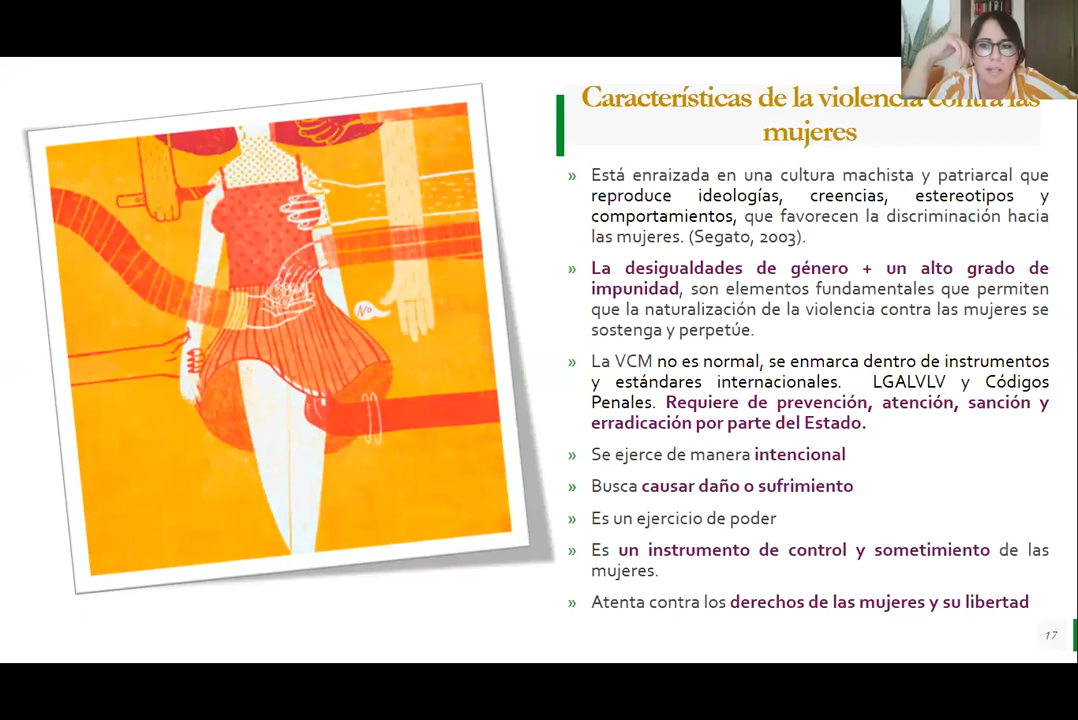 Características de la violencia contra las
mujeres
» Está enraizada en una cultura machista y patriarcal que
reproduce ideologías, creencias, estereotipos y
comportamientos, que favorecen la discriminación hacia
las mujeres. (Segato, 2003).
» La desigualdades de género + un alto grado de
impunidad, son elementos fundamentales que permiten
que la naturalización de la violencia contra las mujeres se
sostenga y perpetúe.
» La VCM no es normal, se enmarca dentro de instrumentos
y estándares internacionales. LGALVLV y Códigos
Penales. Requiere de prevención, atención, sanción y
erradicación por parte del Estado.
» Se ejerce de manera intencional
» Busca causar daño o sufrimiento
» Es un ejercicio de poder
» Es un instrumento de control y sometimiento de las
mujeres.
» Atenta contra los derechos de las mujeres y su libertad
No
17